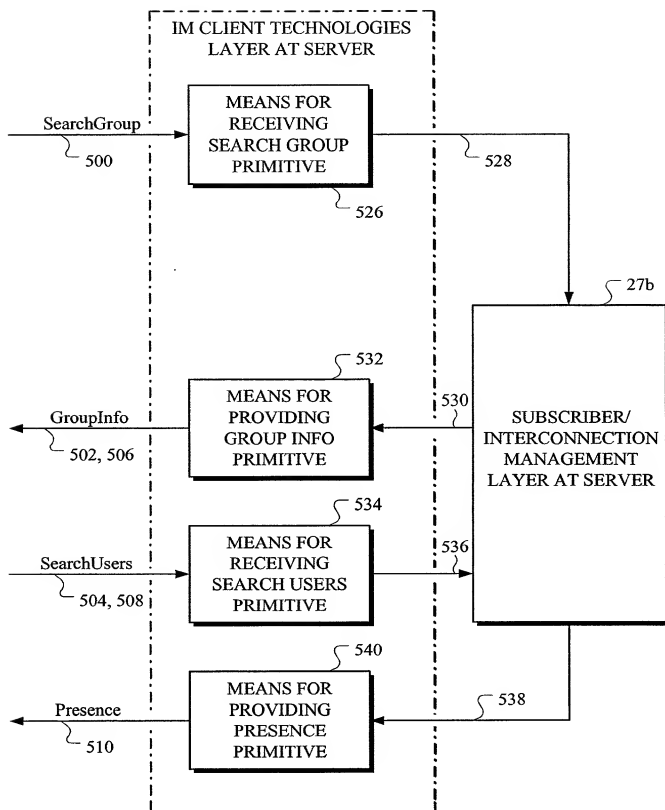 IM CLIENT TECHNOLOGIES
LAYER AT SERVER
SearchGroup
500
MEANS FOR
RECEIVING
SEARCH GROUP
PRIMITIVE
526
528
27b
SUBSCRIBER/
INTERCONNECTION
MANAGEMENT
LAYER AT SERVER
532
GroupInfo
502, 506
MEANS FOR
PROVIDING
GROUP INFO
PRIMITIVE
530
534
SearchUsers
504, 508
MEANS FOR
RECEIVING
SEARCH USERS
PRIMITIVE
536
540
Presence
510
MEANS FOR
PROVIDING
PRESENCE
PRIMITIVE
538